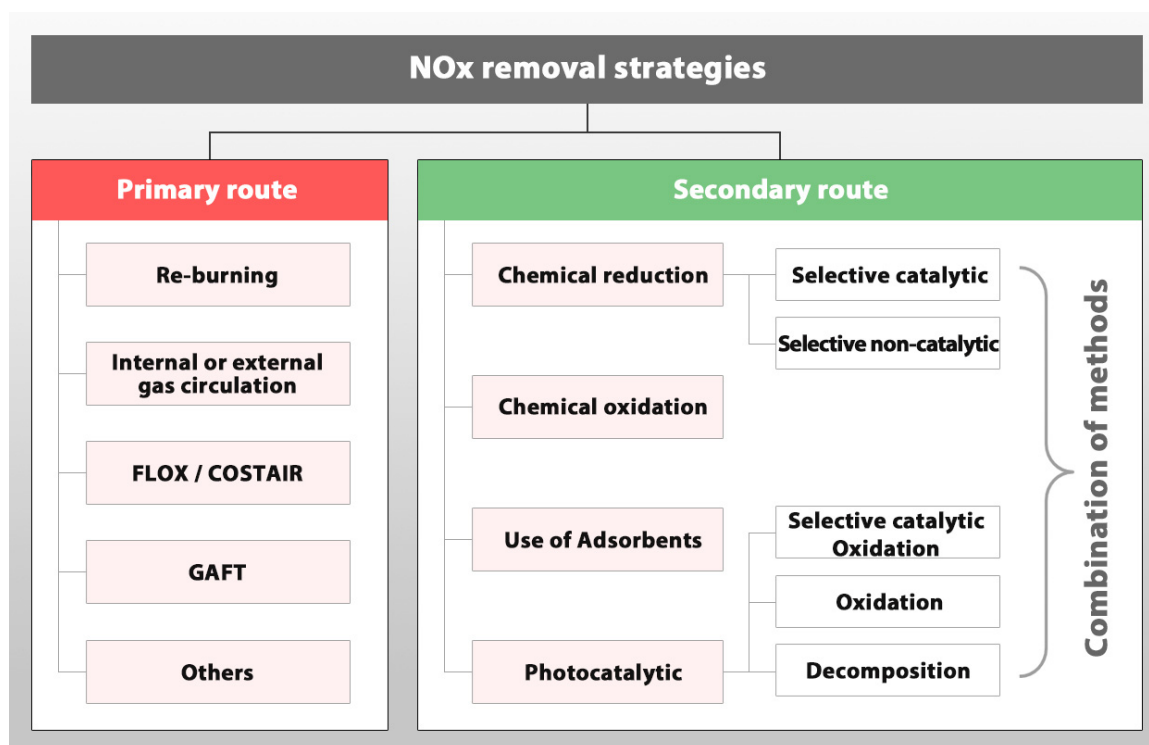 NOx removal strategies
Primary route
Re-burning
Internal or external
gas circulation
FLOX / COSTAIR
GAFT
Others
Secondary route
Chemical reduction
Selective catalytic
Selective non-catalytic
Chemical oxidation
Use of Adsorbents
Selective catalytic
Oxidation
Oxidation
Photocatalytic
Decomposition
Combination of methods